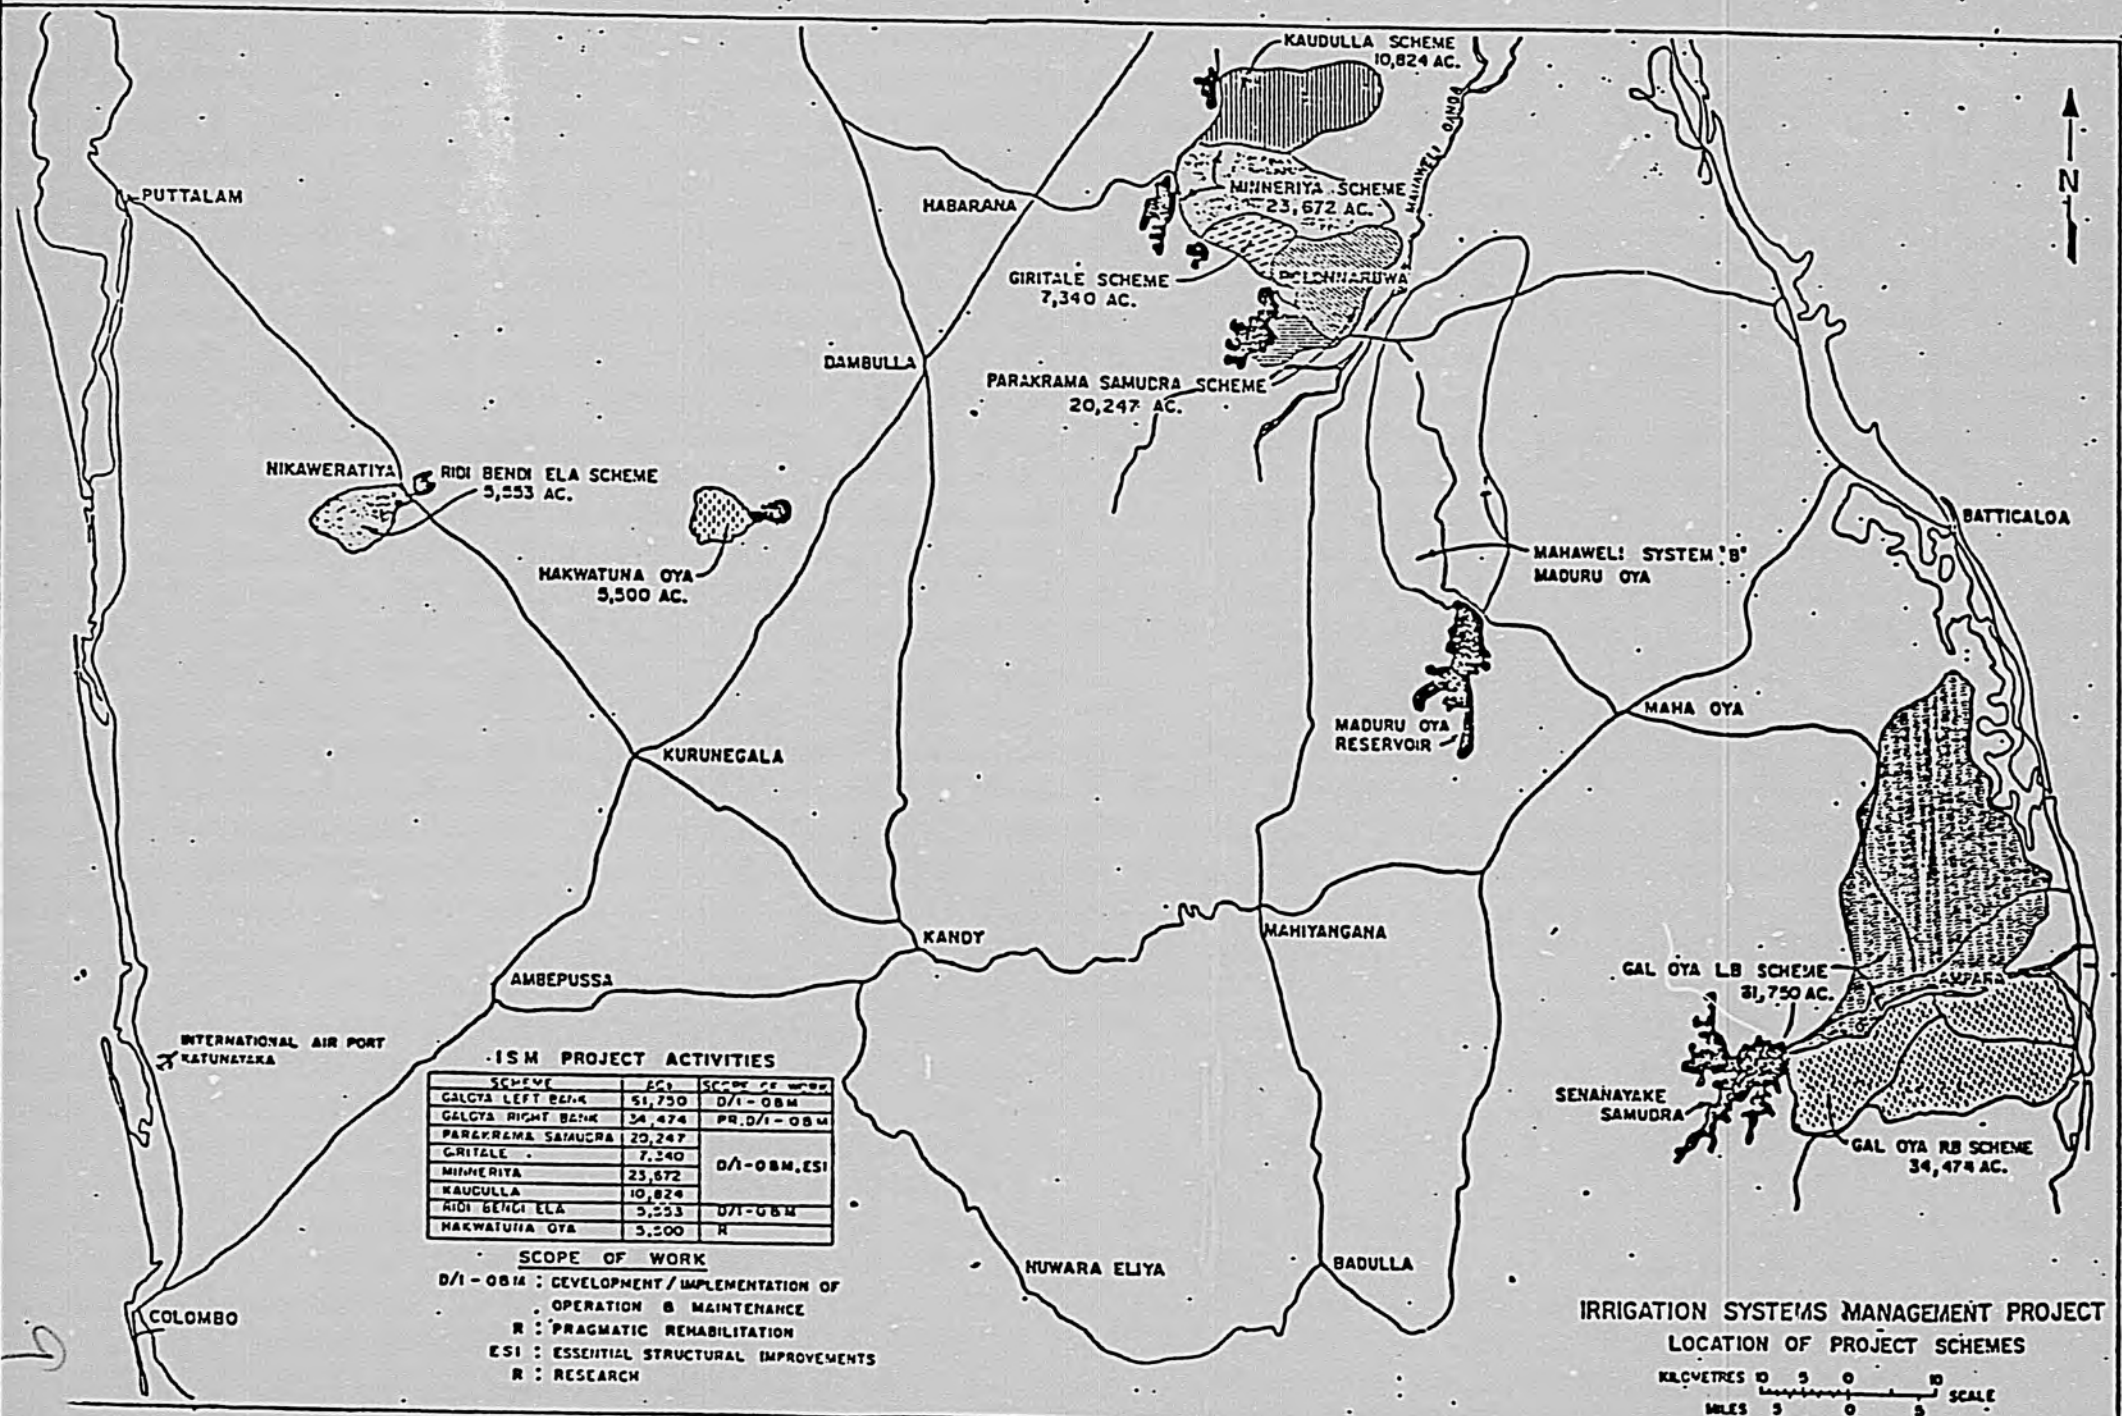 KAUDULLA SCHEME
10,824 AC.
MAHAWELI GANGA
N
PUTTALAM
HABARANA
MINNERIYA SCHEME
23,672 AC.
GIRITALE SCHEME
7,340 AC.
POLONNARUWA
DAMBULLA
PARAKRAMA SAMUDRA SCHEME
20,247 AC.
NIKAWERATIYA
RIDI BENDI ELA SCHEME
5,553 AC.
BATTICALOA
HAKWATUNA OYA
5,500 AC.
MAHAWELI SYSTEM 'B'
MADURU OYA
MAHA OYA
MADURU OYA
RESERVOIR
KURUNEGALA
KANDY
MAHIYANGANA
AMBEPUSSA
GAL OYA LB SCHEME
31,750 AC.
INTERNATIONAL AIR PORT
KATUNAYAKA
SENANAYAKE
SAMUDRA
GAL OYA RB SCHEME
34,474 AC.
ISM PROJECT ACTIVITIES
SCHEME ACS SCOPE OF WORK
GALOYA LEFT BANK 51,750 D/I-O&M
GALOYA RIGHT BANK 34,474 PR.D/I-O&M
PARAKRAMA SAMUDRA 20,247
GRITALE 7,340 D/I-O&M,ESI
MINNERIYA 23,672
KAUDULLA 10,824
RIDI BENDI ELA 5,553 D/I-O&M
HAKWATUNA OYA 5,500 R
SCOPE OF WORK
D/I-O&M : DEVELOPMENT/IMPLEMENTATION OF
OPERATION & MAINTENANCE
R : PRAGMATIC REHABILITATION
ESI : ESSENTIAL STRUCTURAL IMPROVEMENTS
R : RESEARCH
NUWARA ELIYA
BADULLA
COLOMBO
9
IRRIGATION SYSTEMS MANAGEMENT PROJECT
LOCATION OF PROJECT SCHEMES
KILOMETRES 10 5 0 10
SCALE
MILES 5 0 5